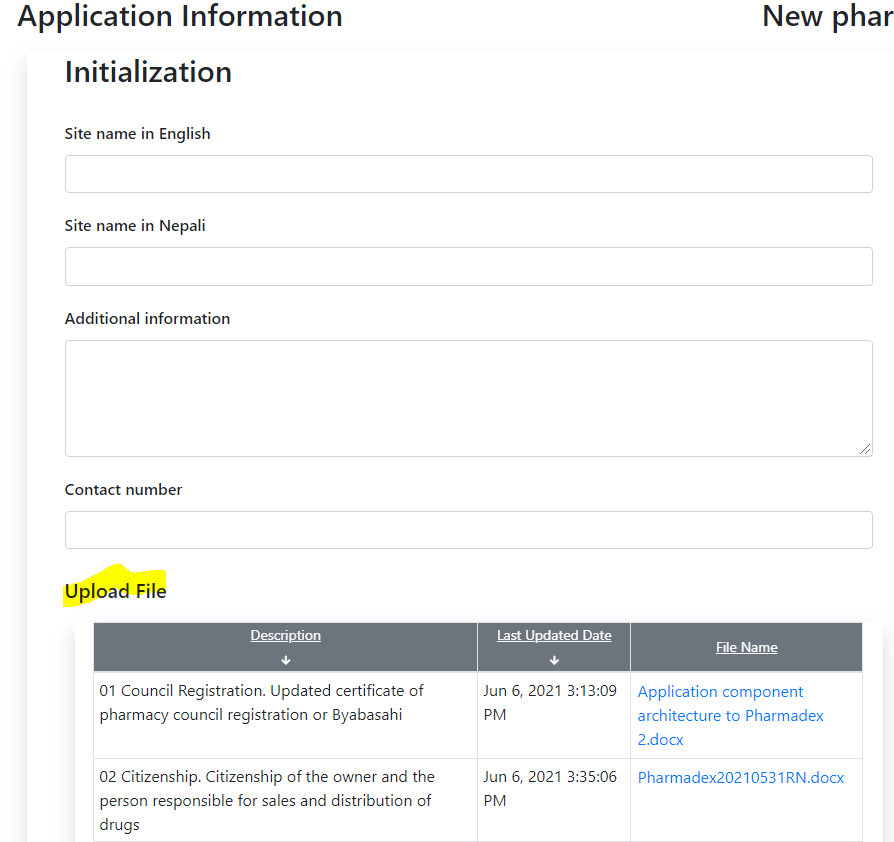 Application Information
New phar
Initialization
Site name in English
Site name in Nepali
Additional information
Contact number
Upload File
Description
Last Updated Date
File Name
01 Council Registration. Updated certificate of
pharmacy council registration or Byabasahi
Jun 6, 2021 3:13:09
PM
Application component
architecture to Pharmadex
2.docx
02 Citizenship. Citizenship of the owner and the
person responsible for sales and distribution of
drugs
Jun 6, 2021 3:35:06
PM
Pharmadex20210531RN.docx